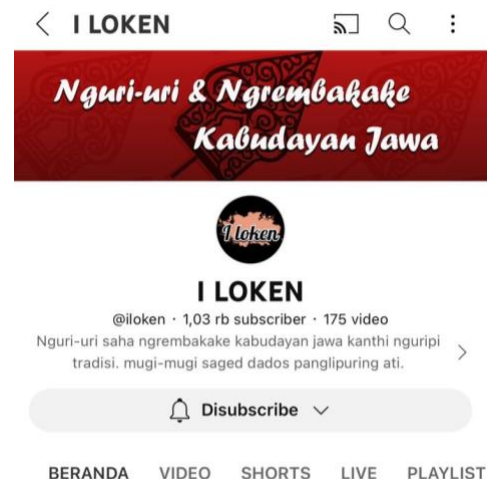 I LOKEN
Nguri-uri & Ngrembakake
Kabudayan Jawa
I loken
I LOKEN
@iloken · 1,03 rb subscriber · 175 video
Nguri-uri saha ngrembakake kabudayan jawa kanthi nguripi
tradisi. mugi-mugi saged dados panglipuring ati.
Disubscribe
BERANDA VIDEO SHORTS LIVE PLAYLIST